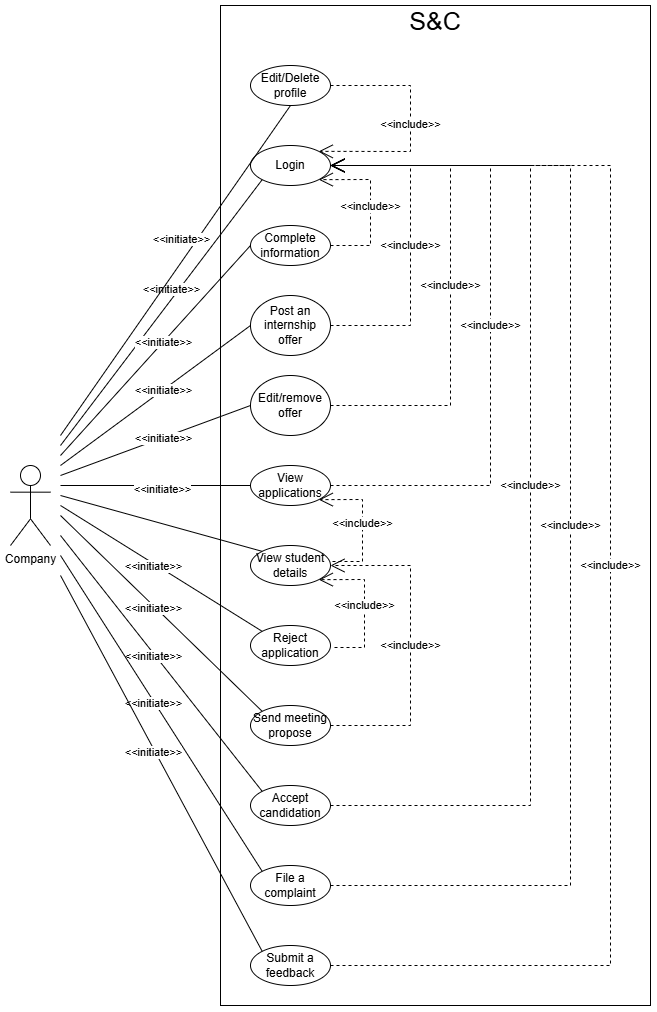 S&C
Edit/Delete
profile
<<include>>
Login
<<include>>
<<initiate>>
Complete
information
<<include>>
<<initiate>>
<<include>>
Post an
internship
offer
<<include>>
<<initiate>>
<<initiate>>
Edit/remove
offer
<<initiate>>
View
applications
<<initiate>>
<<include>>
<<include>>
<<include>>
Company
View student
details
<<initiate>>
<<include>>
<<initiate>>
<<include>>
Reject
application
<<include>>
<<initiate>>
<<initiate>>
Send meeting
propose
<<initiate>>
Accept
candidation
File a
complaint
Submit a
feedback